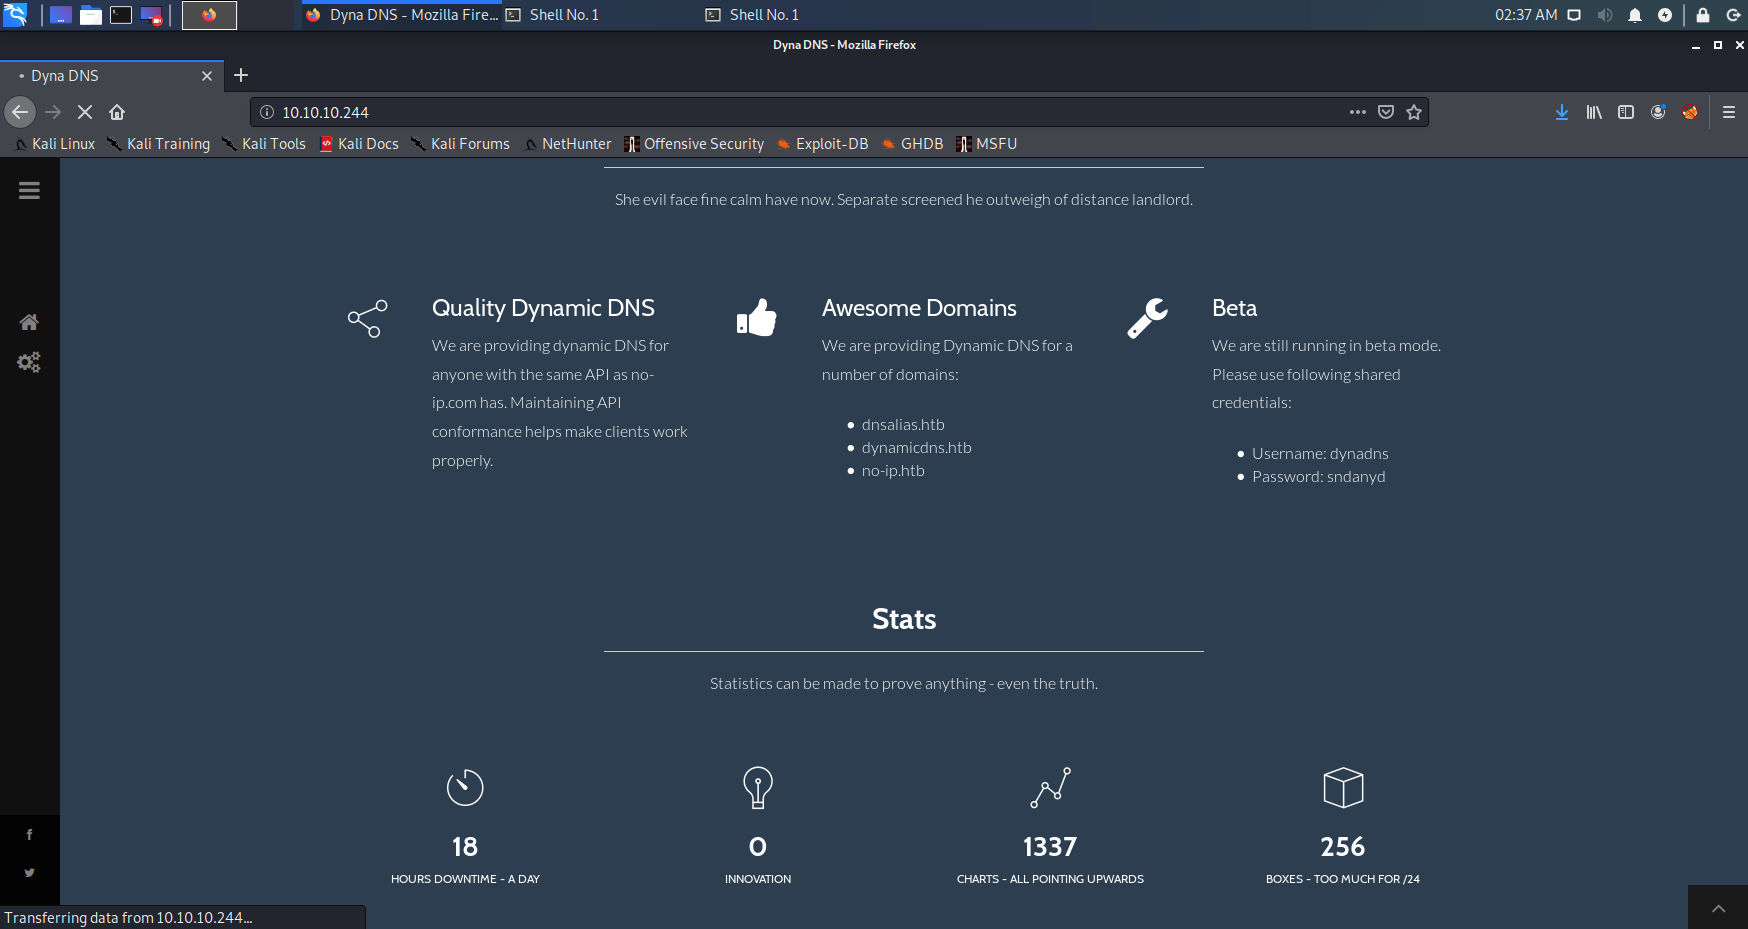 Dyna DNS - Mozilla Fire...
Shell No. 1
Shell No. 1
02:37 AM
Dyna DNS - Mozilla Firefox
Dyna DNS
10.10.10.244
Kali Linux
Kali Training
Kali Tools
Kali Docs
Kali Forums
NetHunter
Offensive Security
Exploit-DB
GHDB
MSFU
She evil face fine calm have now. Separate screened he outweigh of distance landlord.
Quality Dynamic DNS
We are providing dynamic DNS for
anyone with the same API as no-
ip.com has. Maintaining API
conformance helps make clients work
properly.
Awesome Domains
We are providing Dynamic DNS for a
number of domains:
• dnsalias.htb
• dynamicdns.htb
• no-ip.htb
Beta
We are still running in beta mode.
Please use following shared
credentials:
• Username: dynadns
• Password: sndanyd
Stats
Statistics can be made to prove anything - even the truth.
18
HOURS DOWNTIME - A DAY
0
INNOVATION
1337
CHARTS - ALL POINTING UPWARDS
256
BOXES - TOO MUCH FOR /24
Transferring data from 10.10.10.244...